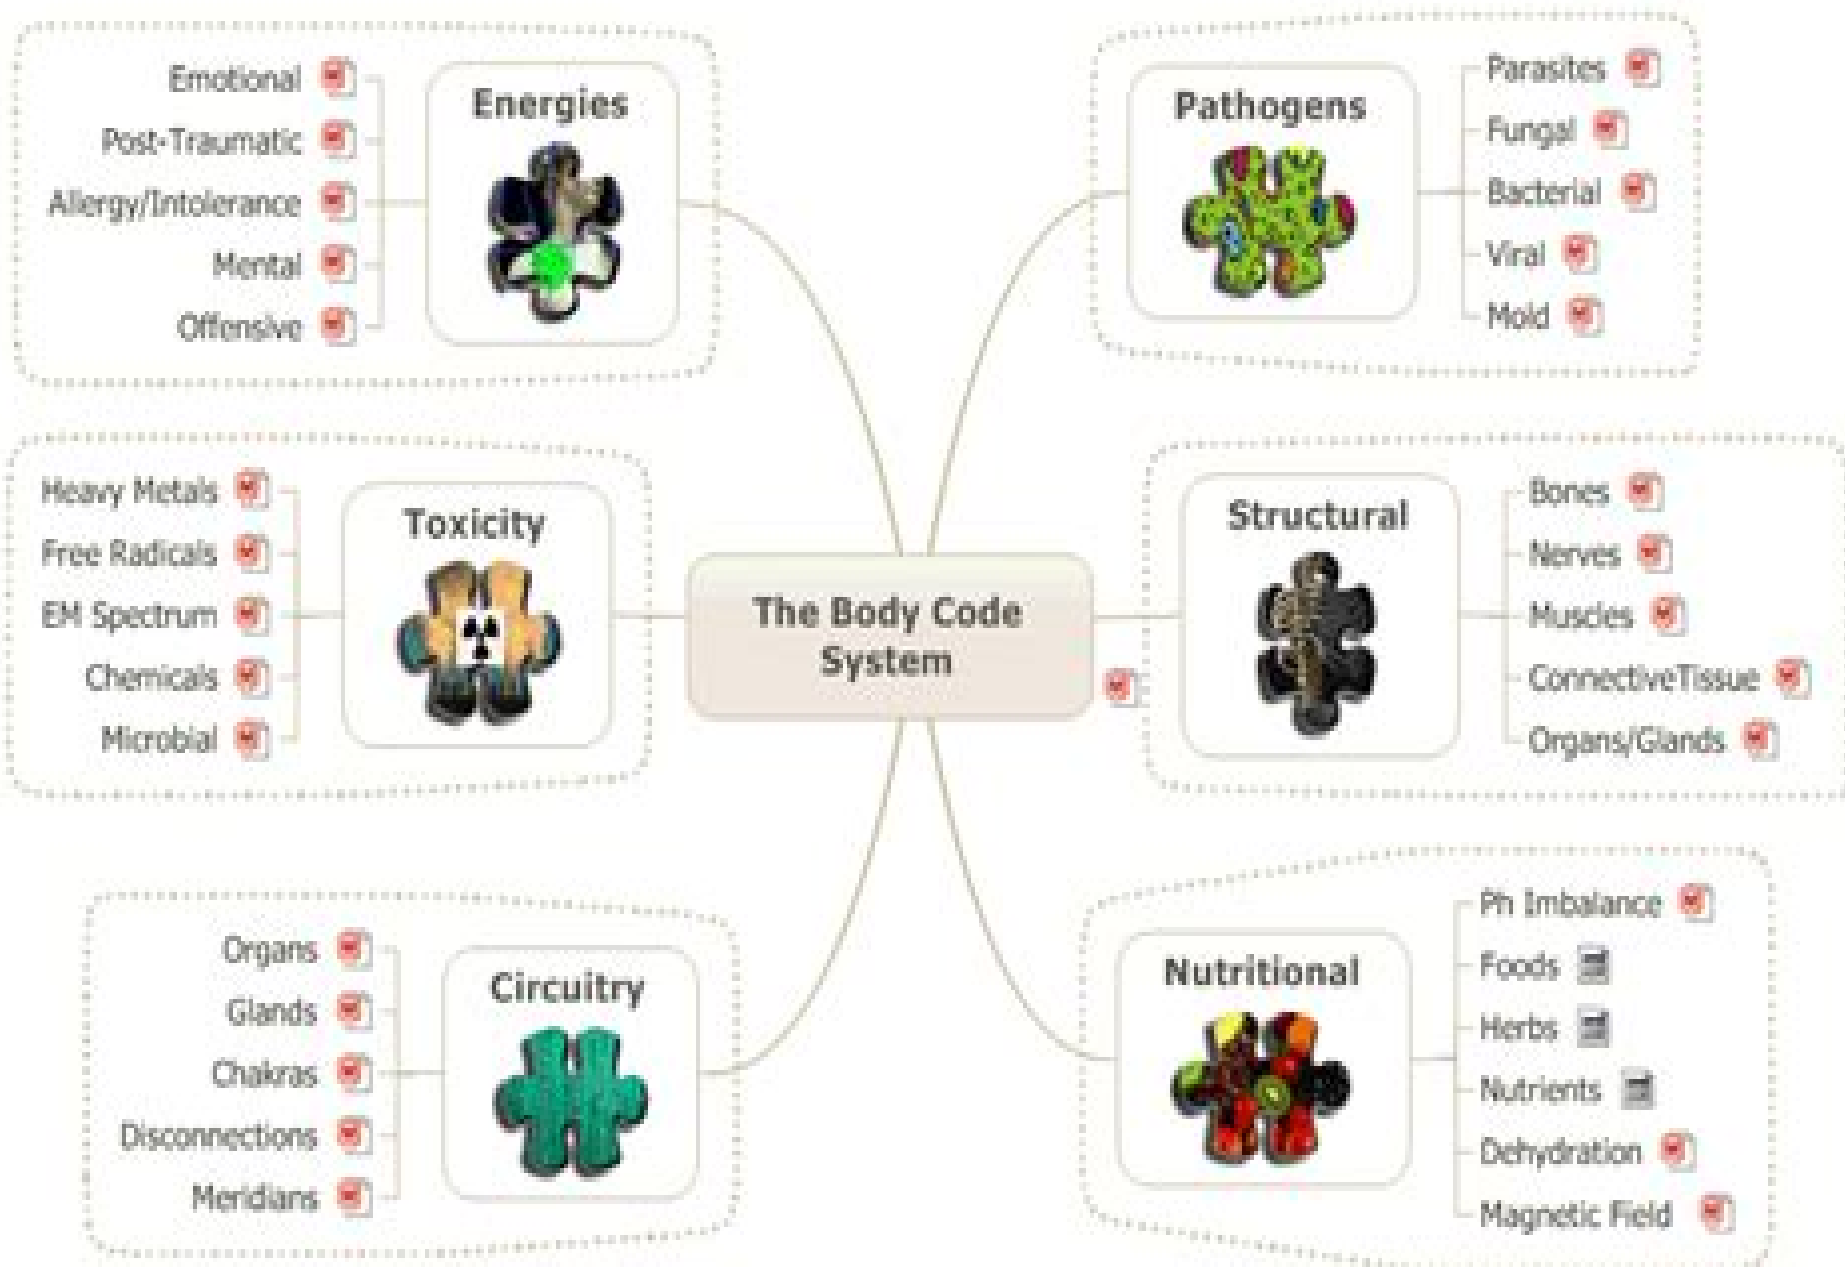 Energies
Emotional
Post-Traumatic
Allergy/Intolerance
Mental
Offensive
Pathogens
Parasites
Fungal
Bacterial
Viral
Mold
Toxicity
Heavy Metals
Free Radicals
EM Spectrum
Chemicals
Microbial
The Body Code
System
Structural
Bones
Nerves
Muscles
ConnectiveTissue
Organs/Glands
Circuitry
Organs
Glands
Chakras
Disconnections
Meridians
Nutritional
Ph Imbalance
Foods
Herbs
Nutrients
Dehydration
Magnetic Field